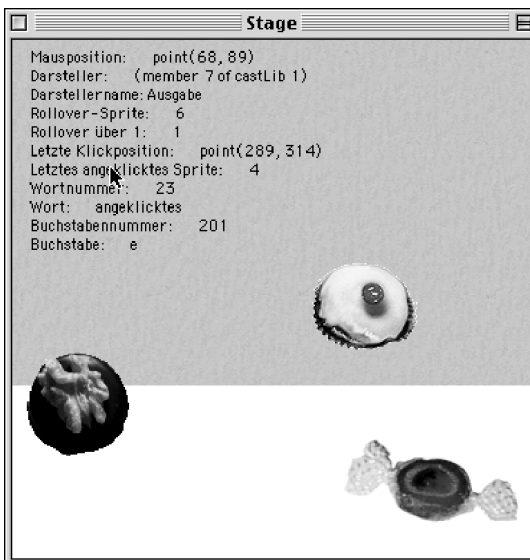 Stage
Mausposition: point(68, 89)
Darsteller: (member 7 of castLib 1)
Darstellername: Ausgabe
Rollover-Sprite: 6
Rollover über 1: 1
Letzte Klickposition: point(289, 314)
Letztes angeklicktes Sprite: 4
Wortnummer: 23
Wort: angeklicktes
Buchstabennummer: 201
Buchstabe: e